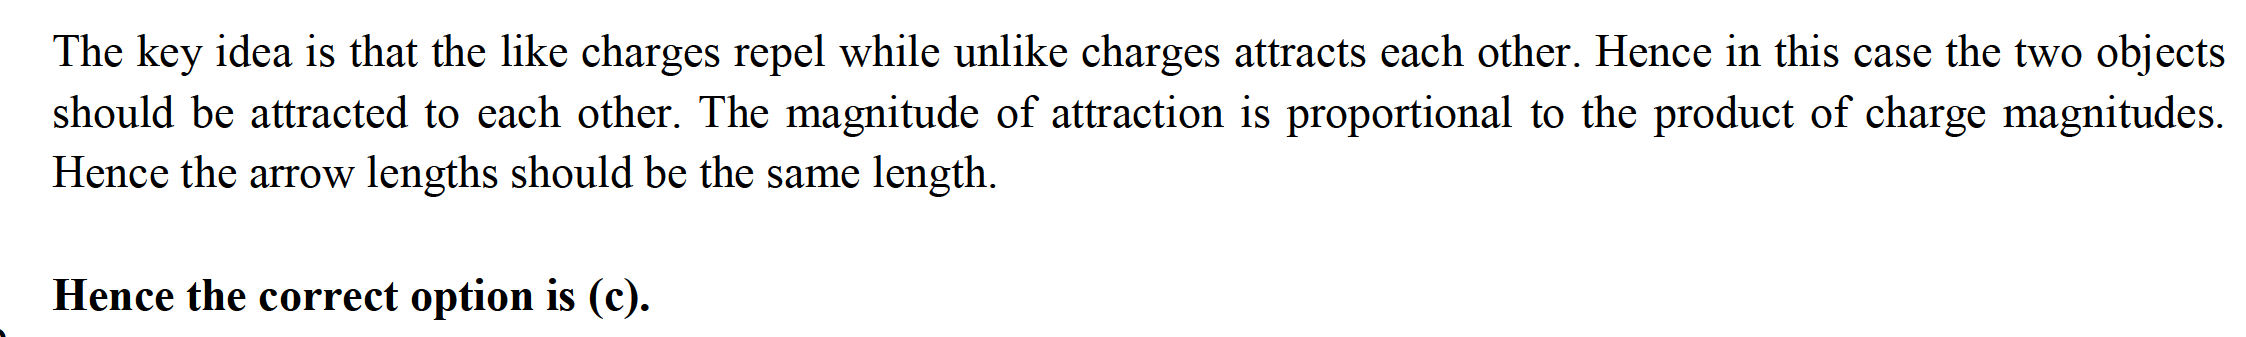 The key idea is that the like charges repel while unlike charges attracts each other. Hence in this case the two objects
should be attracted to each other. The magnitude of attraction is proportional to the product of charge magnitudes.
Hence the arrow lengths should be the same length.
Hence the correct option is (c).